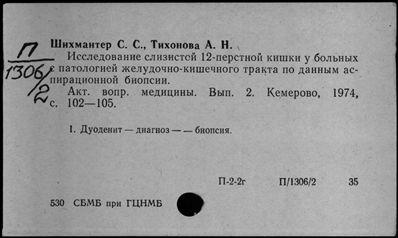 П
1306/2
Шихмантер С. С., Тихонова А. Н.
Исследование слизистой 12-перстной кишки у больных
с патологией желудочно-кишечного тракта по данным ас-
пирационной биопсии.
Акт. вопр. медицины. Вып. 2. Кемерово, 1974,
с. 102—105.
1. Дуоденит — диагноз — — биопсия.
П-2-2г П/1306/2 35
530 СБМБ при ГЦНМБ